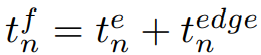 $t_n^f = t_n^e + t_n^{edge}$